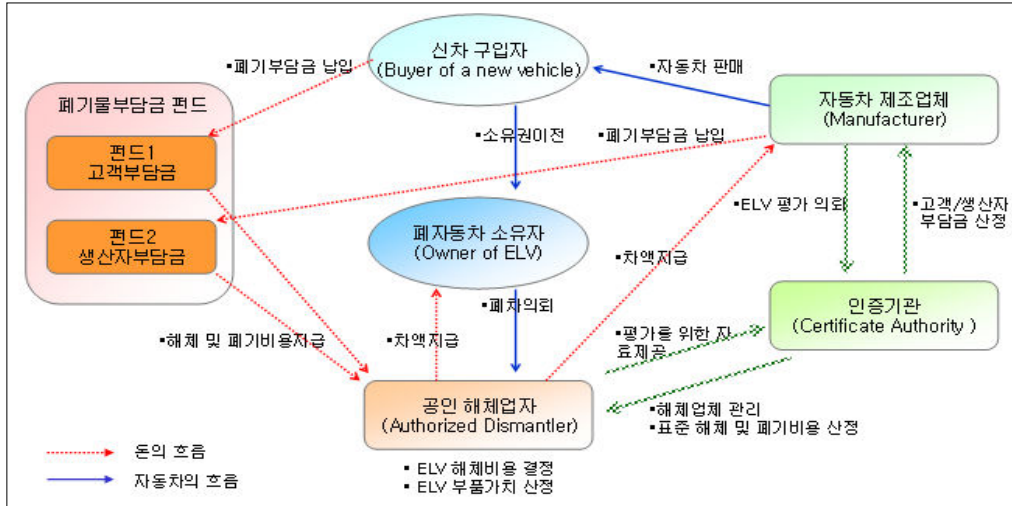 신차 구입자
(Buyer of a new vehicle)
▪폐기부담금 납입
▪자동차 판매
폐기물부담금 펀드
자동차 제조업체
(Manufacturer)
펀드1
고객부담금
▪소유권이전
▪폐기부담금 납입
펀드2
생산자부담금
폐자동차 소유자
(Owner of ELV)
▪ELV 평가 의뢰
▪고객/생산자
부담금 산정
▪차액지급
▪폐차의뢰
인증기관
(Certificate Authority )
▪해체 및 폐기비용지급
▪차액지급
▪평가를 위한 자
료제공
공인 해체업자
(Authorized Dismantler)
▪해체업체 관리
▪표준 해체 및 폐기비용 산정
돈의 흐름
자동차의 흐름
▪ ELV 해체비용 결정
▪ ELV 부품가치 산정